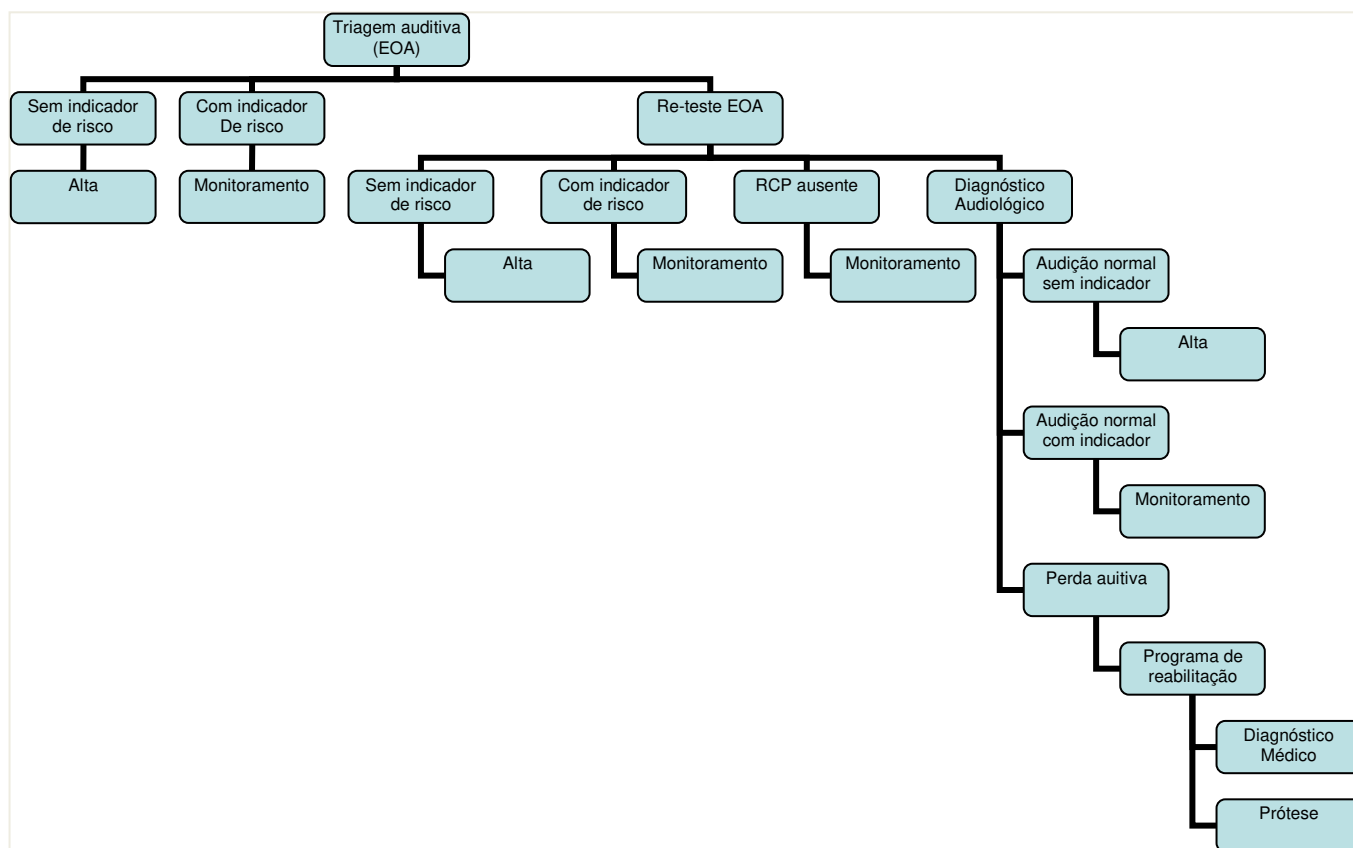 Triagem auditiva
(EOA)
Sem indicador
de risco
Com indicador
De risco
Re-teste EOA
Alta
Monitoramento
Sem indicador
de risco
Com indicador
de risco
RCP ausente
Diagnóstico
Audiológico
Alta
Monitoramento
Monitoramento
Audição normal
sem indicador
Alta
Audição normal
com indicador
Monitoramento
Perda auitiva
Programa de
reabilitação
Diagnóstico
Médico
Prótese